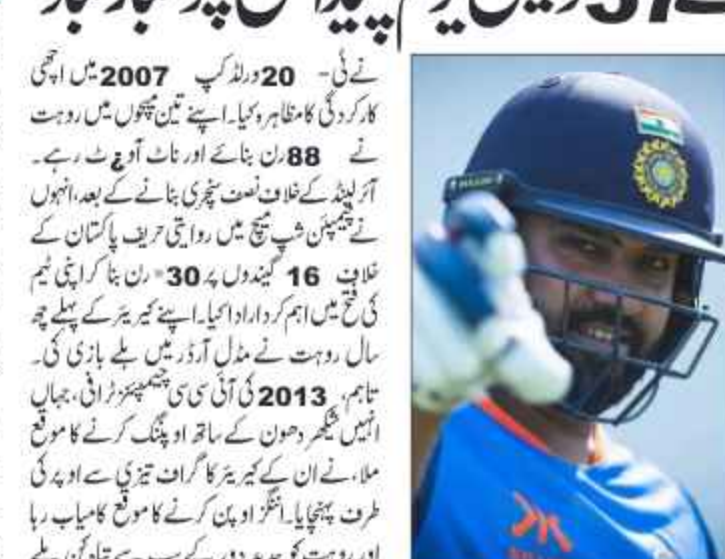 نے ٹی- 20 ورلڈ کپ 2007 میں اچھی
کارکردگی کا مظاہرہ کیا۔اپنے تین میچوں میں روہت
نے 88 رن بنائے اور ناٹ آوٹ رہے۔
آئرلینڈ کے خلاف نصف سنچری بنانے کے بعد، انہوں
نے چیمپئن شپ میچ میں روایتی حریف پاکستان کے
خلاف 16 گیندوں پر 30* رن بنا کر اپنی ٹیم
کی فتح میں اہم کردار ادا کیا۔اپنے کیریئر کے پہلے چھ
سال روہت نے مڈل آرڈر میں بلے بازی کی۔
تاہم، 2013 کی آئی سی سی چیمپئنز ٹرافی، جہاں
انہیں شکھر دھون کے ساتھ اوپننگ کرنے کا موقع
ملا، نے ان کے کیریئر کا گراف تیزی سے اوپر کی
طرف پہنچایا۔اننگز اوپن کرنے کا موقع کامیاب رہا